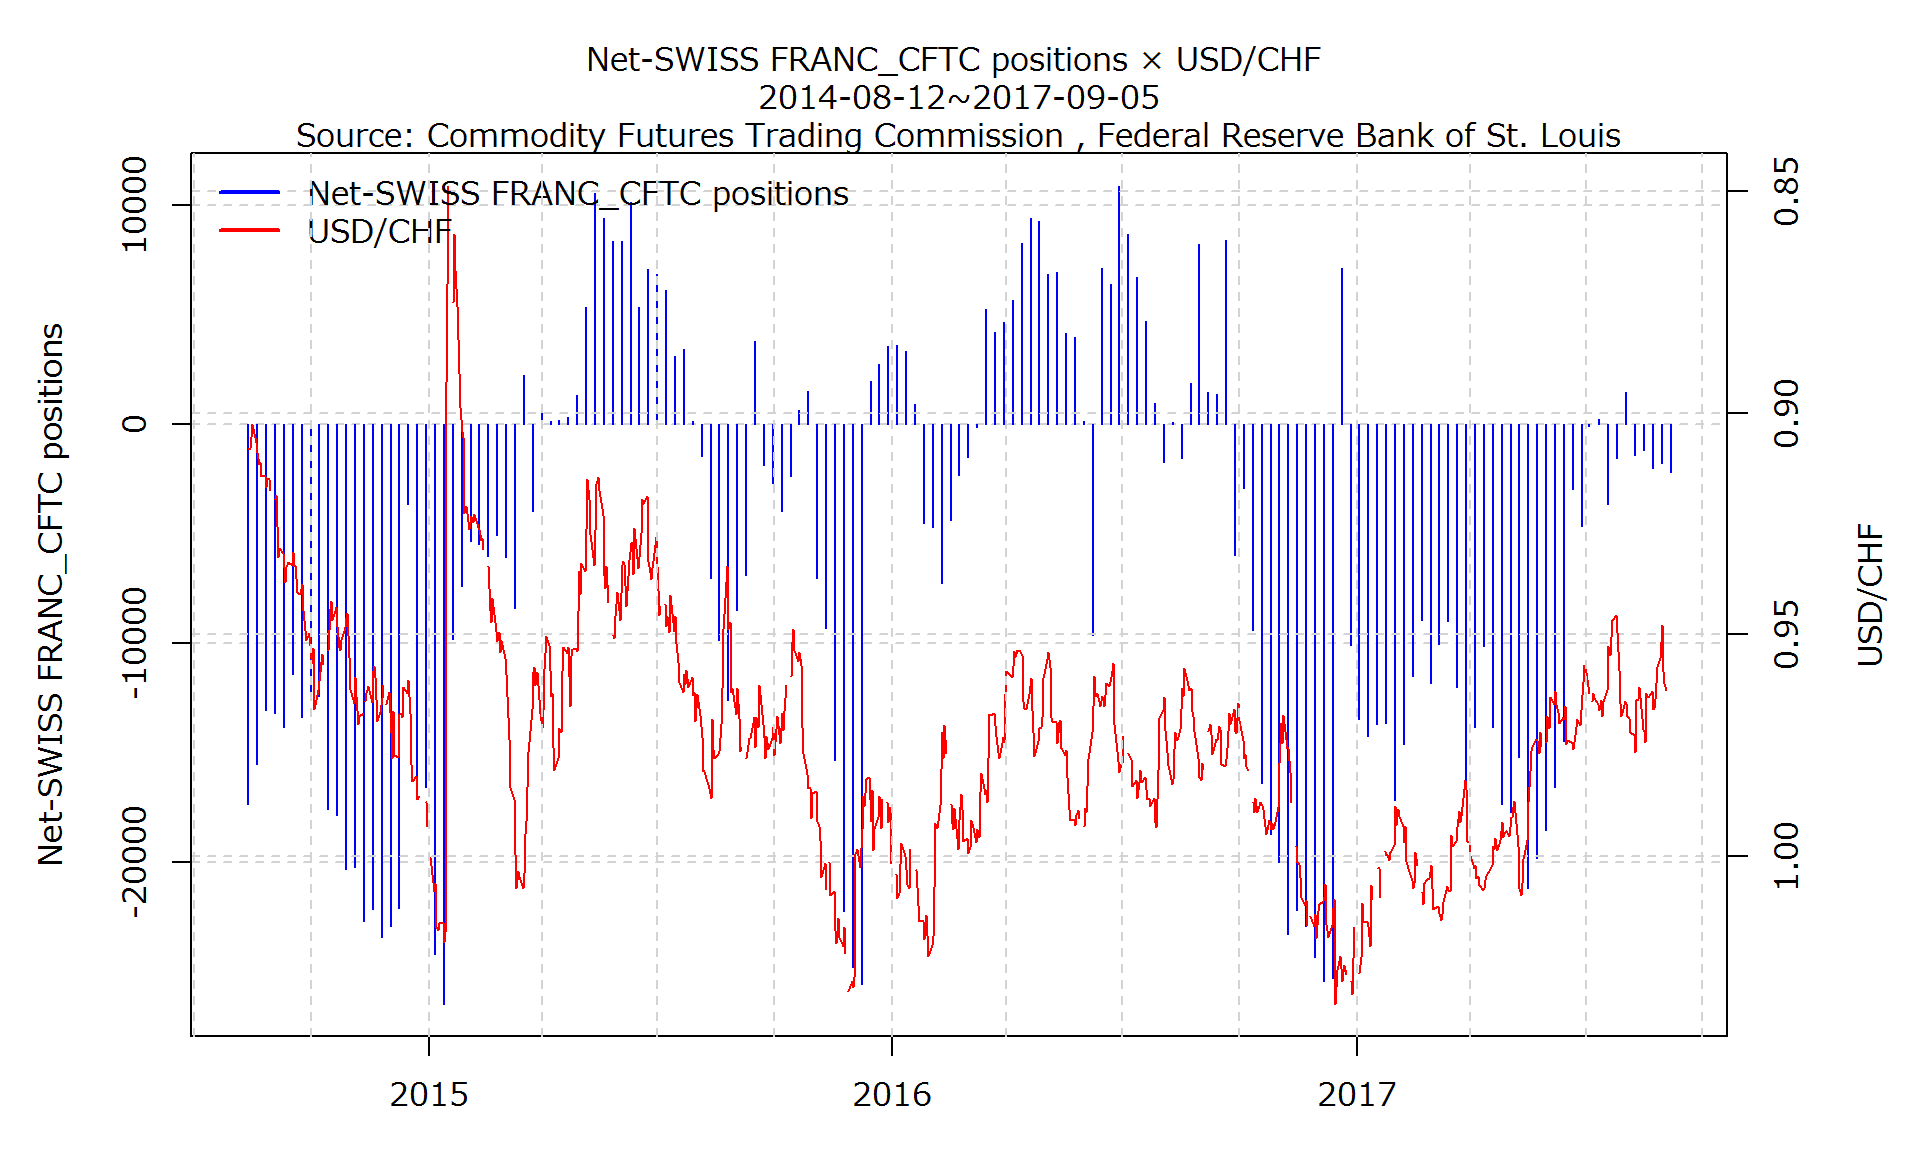 Net-SWISS FRANC_CFTC positions × USD/CHF
2014-08-12~2017-09-05
Source: Commodity Futures Trading Commission , Federal Reserve Bank of St. Louis
Net-SWISS FRANC_CFTC positions
USD/CHF
10000
0
-10000
-20000
Net-SWISS FRANC_CFTC positions
0.85
0.90
0.95
1.00
USD/CHF
2015
2016
2017